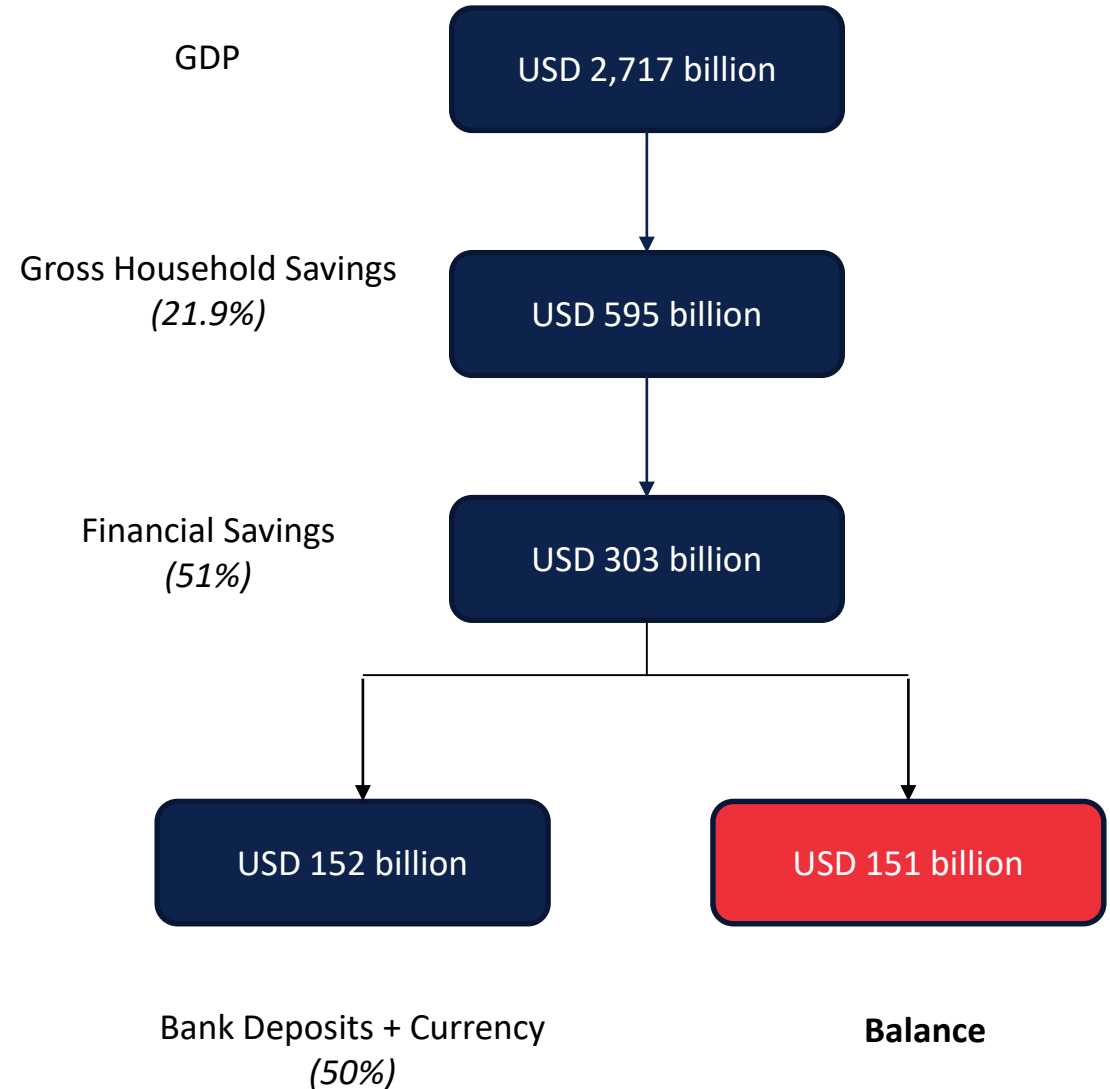 GDP
USD 2,717 billion
Gross Household Savings
(21.9%)
USD 595 billion
Financial Savings
(51%)
USD 303 billion
USD 152 billion
USD 151 billion
Bank Deposits + Currency
(50%)
Balance